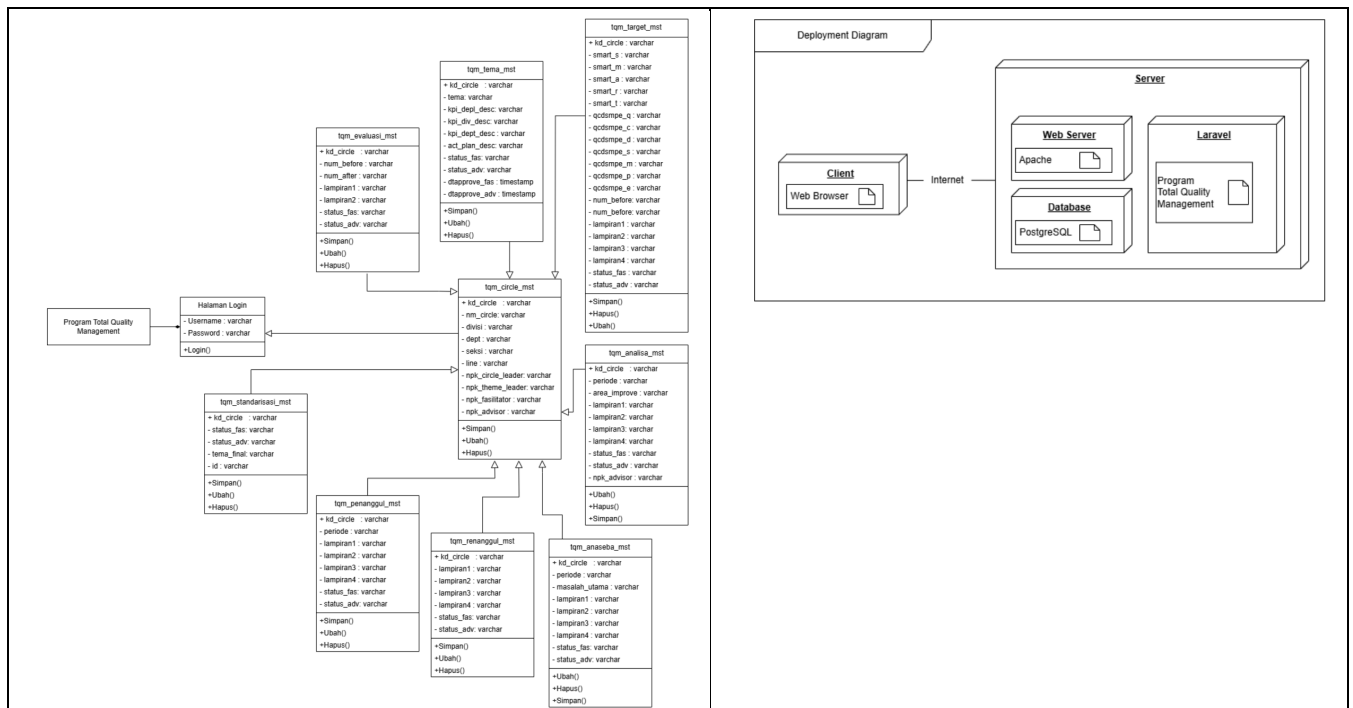 tqm_target_mst
+ kd_circle : varchar
- smart_s : varchar
- smart_m : varchar
- smart_a : varchar
- smart_r : varchar
- smart_t : varchar
- qcdsmpe_q : varchar
- qcdsmpe_c : varchar
- qcdsmpe_d : varchar
- qcdsmpe_s : varchar
- qcdsmpe_m : varchar
- qcdsmpe_p : varchar
- qcdsmpe_e : varchar
- num_before: varchar
- num_before : varchar
- lampiran1 : varchar
- lampiran2 : varchar
- lampiran3 : varchar
- lampiran4 : varchar
- status_fas : varchar
- status_adv : varchar
+Simpan()
+Hapus()
+Ubah()
tqm_tema_mst
+ kd_circle : varchar
- tema: varchar
- kpi_depl_desc: varchar
- kpi_div_desc: varchar
- kpi_dept_desc : varchar
- act_plan_desc: varchar
- status_fas : varchar
- status_adv: varchar
- dtapprove_fas : timestamp
- dtapprove_adv : timestamp
+Simpan()
+Ubah()
+Hapus()
tqm_evaluasi_mst
+ kd_circle : varchar
- num_before : varchar
- num_after : varchar
- lampiran1 : varchar
- lampiran2 : varchar
- status_fas : varchar
- status_adv: varchar
+Simpan()
+Ubah()
+Hapus()
Program Total Quality
Management
Halaman Login
- Username : varchar
- Password : varchar
+Login()
tqm_circle_mst
+ kd_circle : varchar
- nm_circle: varchar
- divisi : varchar
- dept : varchar
- seksi : varchar
- line : varchar
- npk_circle_leader: varchar
- npk_theme_leader: varchar
- npk_fasilitator : varchar
- npk_advisor : varchar
+Simpan()
+Ubah()
+Hapus()
tqm_analisa_mst
+ kd_circle : varchar
- periode : varchar
- area_improve : varchar
- lampiran1: varchar
- lampiran2: varchar
- lampiran3: varchar
- lampiran4: varchar
- status_fas : varchar
- status_adv : varchar
- npk_advisor : varchar
+Ubah()
+Hapus()
+Simpan()
tqm_standarisasi_mst
+ kd_circle : varchar
- status_fas: varchar
- status_adv: varchar
- tema_final: varchar
- id : varchar
+Simpan()
+Ubah()
+Hapus()
tqm_penanggul_mst
+ kd_circle : varchar
- periode : varchar
- lampiran1 : varchar
- lampiran2 : varchar
- lampiran3 : varchar
- lampiran4 : varchar
- status_fas: varchar
- status_adv: varchar
+Simpan()
+Ubah()
+Hapus()
tqm_renanggul_mst
+ kd_circle : varchar
- lampiran1 : varchar
- lampiran2 : varchar
- lampiran3 : varchar
- lampiran4 : varchar
- status_fas: varchar
- status_adv: varchar
+Simpan()
+Ubah()
+Hapus()
tqm_anaseba_mst
+ kd_circle : varchar
- periode : varchar
- masalah_utama : varchar
- lampiran1 : varchar
- lampiran2 : varchar
- lampiran3 : varchar
- lampiran4 : varchar
- status_fas : varchar
- status_adv : varchar
+Ubah()
+Hapus()
+Simpan()
Deployment Diagram
Client
Web Browser
Internet
Server
Web Server
Apache
Database
PostgreSQL
Laravel
Program
Total Quality
Management